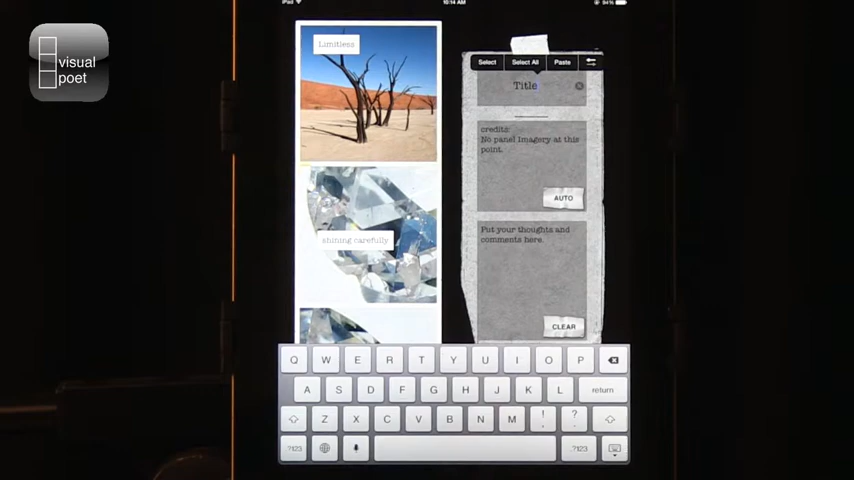 visual
poet
iPad
10:14 AM
94%
Limitless
shining carefully
Select
Select All
Paste
Title
credits:
No panel Imagery at this
point.
AUTO
Put your thoughts and
comments here.
CLEAR
Q W E R T Y U I O P
A S D F G H J K L return
Z X C V B N M ! , ? .
.?123 .?123